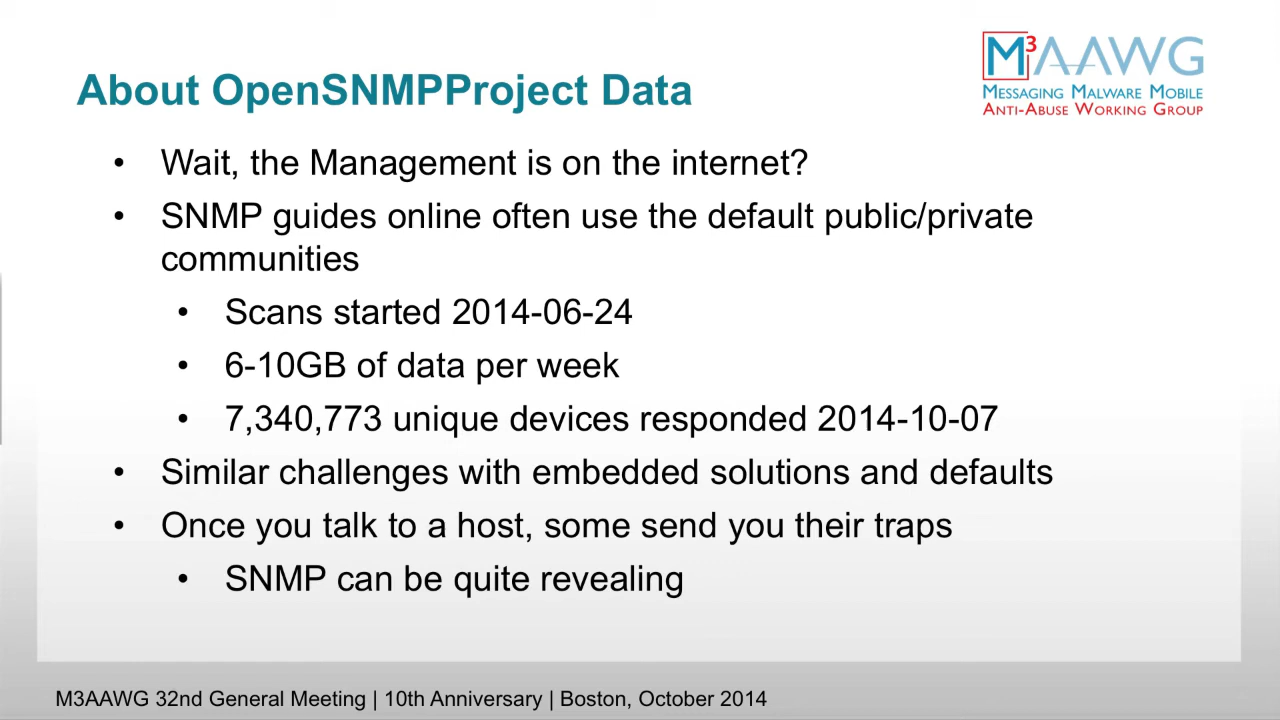 About OpenSNMPProject Data
M3AAWG
MESSAGING MALWARE MOBILE
ANTI-ABUSE WORKING GROUP
• Wait, the Management is on the internet?
• SNMP guides online often use the default public/private
communities
• Scans started 2014-06-24
• 6-10GB of data per week
• 7,340,773 unique devices responded 2014-10-07
• Similar challenges with embedded solutions and defaults
• Once you talk to a host, some send you their traps
• SNMP can be quite revealing
M3AAWG 32nd General Meeting | 10th Anniversary | Boston, October 2014